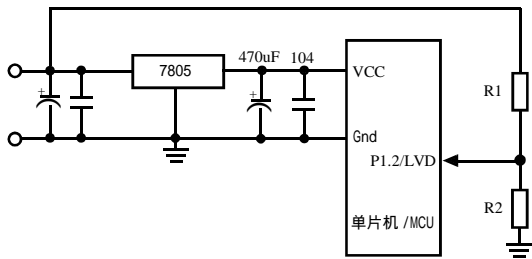 470uF 104
7805
VCC
R1
+
+
Gnd
P1.2/LVD
R2
单片机/MCU